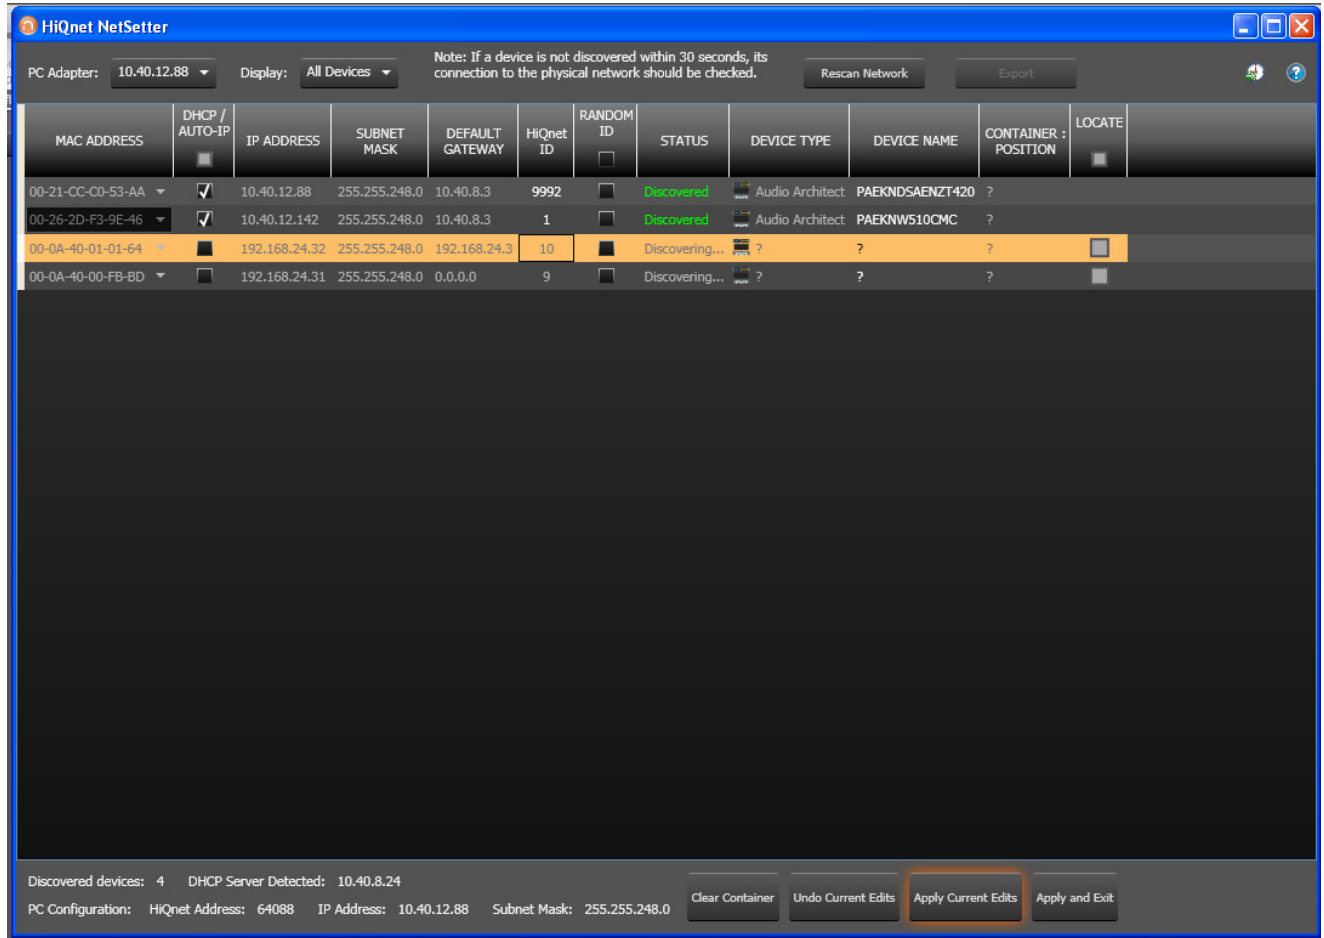 HiQnet NetSetter
PC Adapter: 10.40.12.88 Display: All Devices Note: If a device is not discovered within 30 seconds, its
connection to the physical network should be checked. Rescan Network Export
MAC ADDRESS DHCP / AUTO-IP IP ADDRESS SUBNET MASK DEFAULT GATEWAY HiQnet ID RANDOM ID STATUS DEVICE TYPE DEVICE NAME CONTAINER : POSITION LOCATE
00-21-CC-C0-53-AA 10.40.12.88 255.255.248.0 10.40.8.3 9992 Discovered Audio Architect PAEKNDSAENZT420 ?
00-26-2D-F3-9E-46 10.40.12.142 255.255.248.0 10.40.8.3 1 Discovered Audio Architect PAEKNW510CMC ?
00-0A-40-01-01-64 192.168.24.32 255.255.248.0 192.168.24.3 10 Discovering... ? ? ?
00-0A-40-00-FB-BD 192.168.24.31 255.255.248.0 0.0.0.0 9 Discovering... ? ? ?
Discovered devices: 4 DHCP Server Detected: 10.40.8.24
PC Configuration: HiQnet Address: 64088 IP Address: 10.40.12.88 Subnet Mask: 255.255.248.0
Clear Container Undo Current Edits Apply Current Edits Apply and Exit